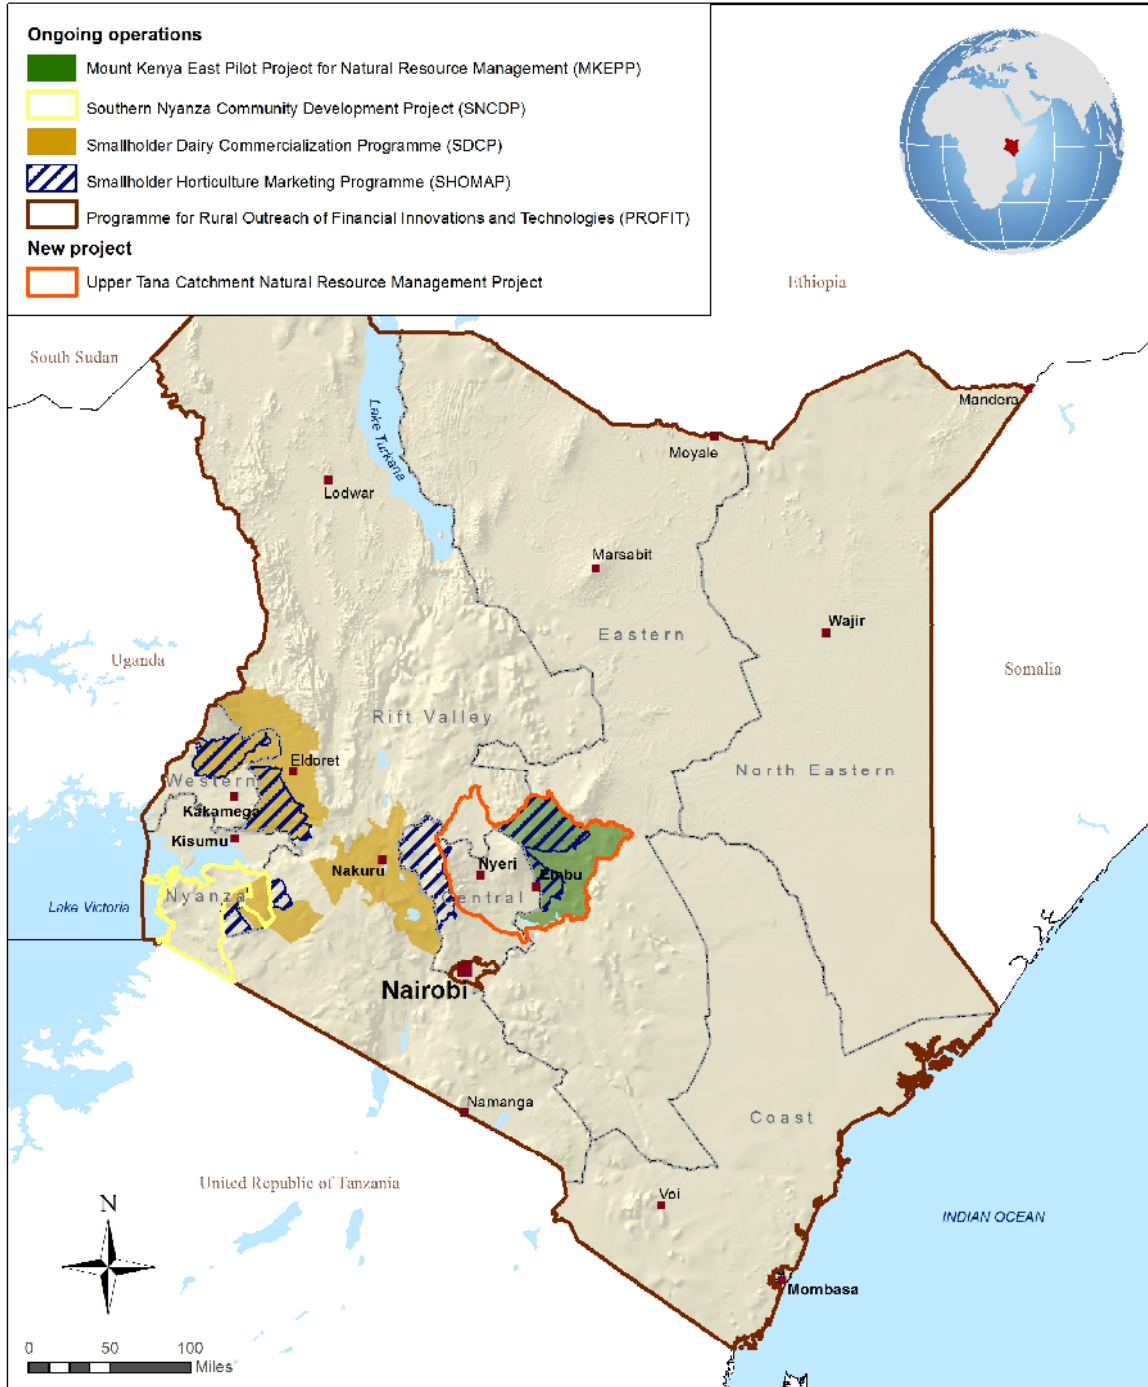 Ongoing operations
Mount Kenya East Pilot Project for Natural Resource Management (MKEPP)
Southern Nyanza Community Development Project (SNCDP)
Smallholder Dairy Commercialization Programme (SDCP)
Smallholder Horticulture Marketing Programme (SHOMAP)
Programme for Rural Outreach of Financial Innovations and Technologies (PROFIT)
New project
Upper Tana Catchment Natural Resource Management Project
Ethiopia
South Sudan
Mandera
Lake Turkana
Moyale
Lodwar
Marsabit
Wajir
Eastern
Uganda
Somalia
Rift Valley
Eldoret
North Eastern
Western
Kakamega
Kisumu
Nakuru
Nyeri
Embu
Nyanza
Central
Lake Victoria
Nairobi
Namanga
Coast
United Republic of Tanzania
Voi
N
INDIAN OCEAN
Mombasa
0 50 100
Miles